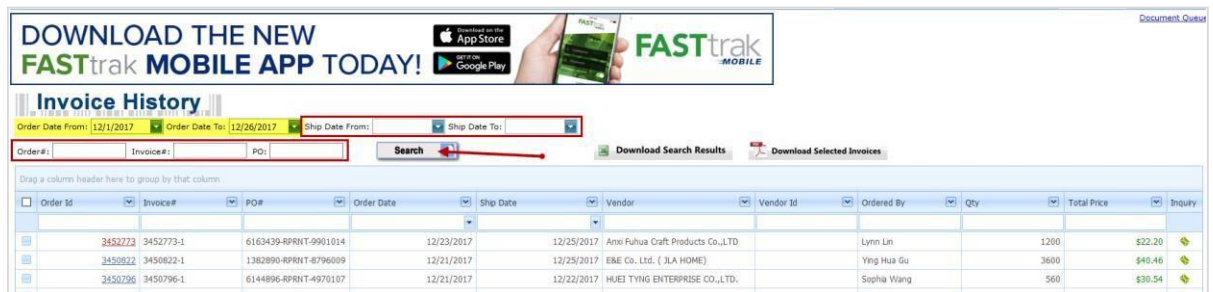 Document Queue
DOWNLOAD THE NEW
FASTtrak MOBILE APP TODAY!
Download on the
App Store
GET IT ON
Google Play
FASTtrak
MOBILE
Invoice History
Order Date From: 12/1/2017 Order Date To: 12/26/2017 Ship Date From: Ship Date To:
Order#: Invoice#: PO: Search Download Search Results Download Selected Invoices
Drag a column header here to group by that column
Order Id Invoice# PO# Order Date Ship Date Vendor Vendor Id Ordered By Qty Total Price Inquiry
3452773 3452773-1 6163439-RPRNT-9901014 12/23/2017 12/25/2017 Anxi Fuhua Craft Products Co.,LTD Lynn Lin 1200 $22.20
3450822 3450822-1 1382890-RPRNT-8796009 12/21/2017 12/25/2017 E&E Co. Ltd. ( JLA HOME) Ying Hua Gu 3600 $40.46
3450796 3450796-1 6144896-RPRNT-4970107 12/21/2017 12/22/2017 HUEI TYNG ENTERPRISE CO.,LTD. Sophia Wang 560 $30.54